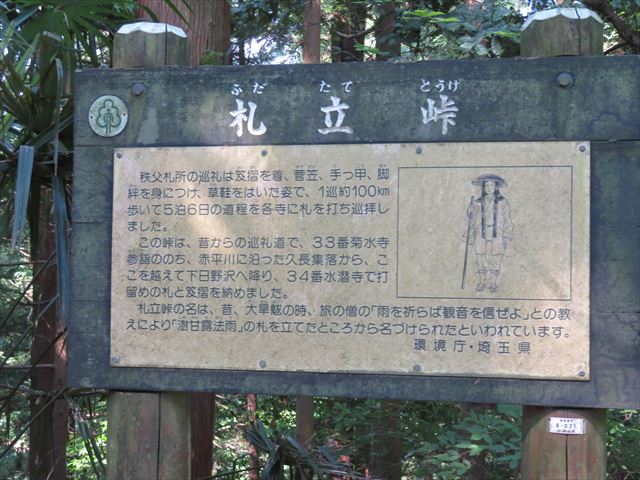 ふだ たて とうげ
札立峠
秩父札所の巡礼は笈摺を着、菅笠、手っ甲、脚
絆を身につけ、草鞋をはいた姿で、1巡約100km
歩いて5泊6日の道程を各寺に札を打ち巡拝し
ました。
この峠は、昔からの巡礼道で、33番菊水寺
参詣ののち、赤平川に沿った久長集落から、こ
こを越えて下日野沢へ降り、34番水潜寺で打
留めの札と笈摺を納めました。
札立峠の名は、昔、大旱魃の時、旅の僧の「雨を祈らば観音を信ぜよ」との教
えにより「澍甘露法雨」の札を立てたところから名づけられたといわれています。
環境庁・埼玉県